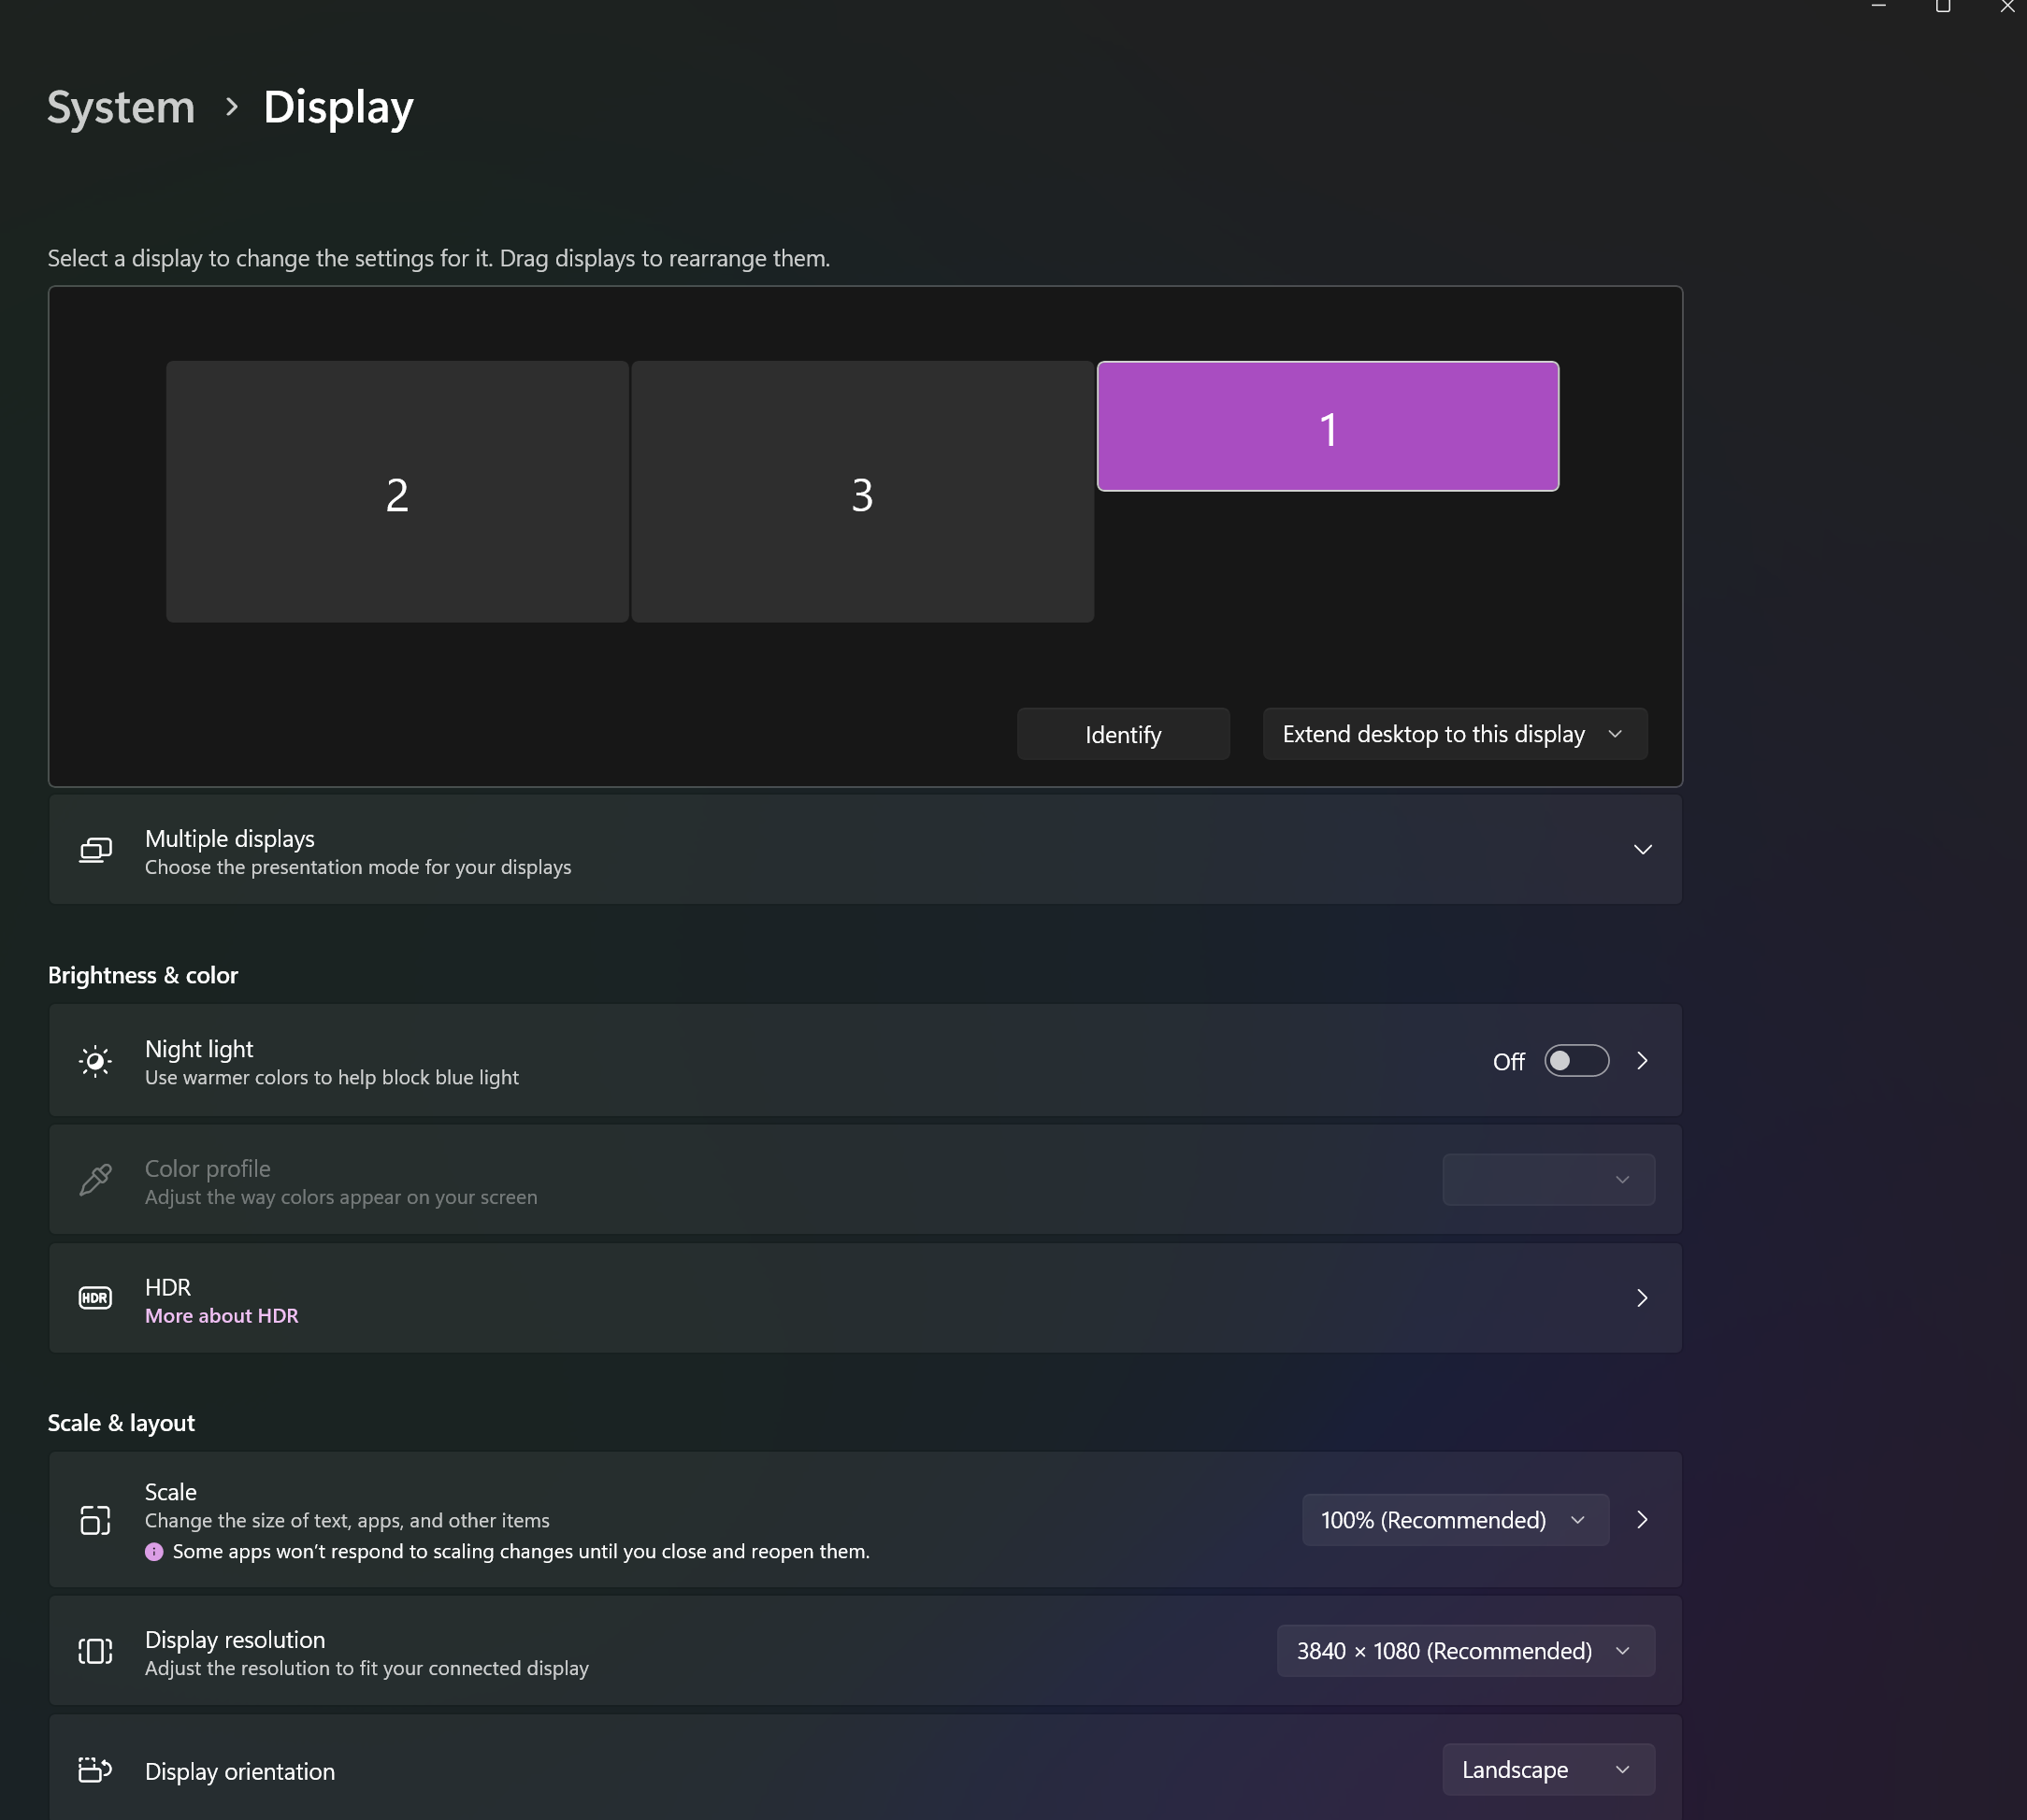 System > Display
Select a display to change the settings for it. Drag displays to rearrange them.
2
3
1
Identify
Extend desktop to this display
Multiple displays
Choose the presentation mode for your displays
Brightness & color
Night light
Use warmer colors to help block blue light
Off
Color profile
Adjust the way colors appear on your screen
HDR
HDR
More about HDR
Scale & layout
Scale
Change the size of text, apps, and other items
Some apps won’t respond to scaling changes until you close and reopen them.
100% (Recommended)
Display resolution
Adjust the resolution to fit your connected display
3840 × 1080 (Recommended)
Display orientation
Landscape